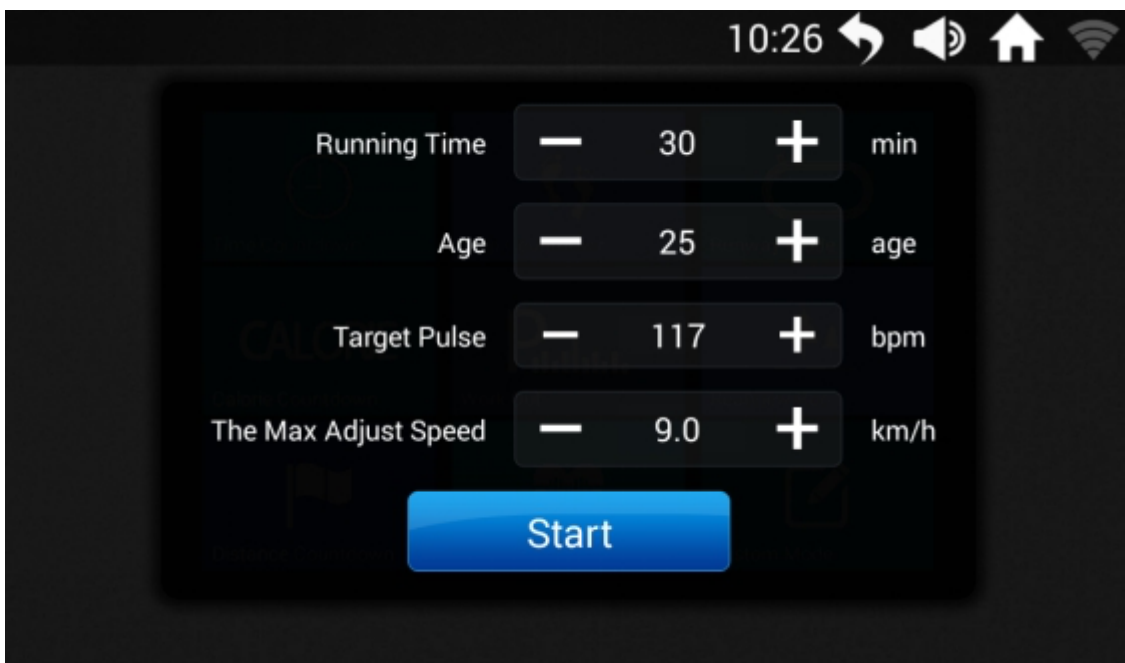 10:26
Running Time 30 min
Age 25 age
Target Pulse 117 bpm
The Max Adjust Speed 9.0 km/h
Start